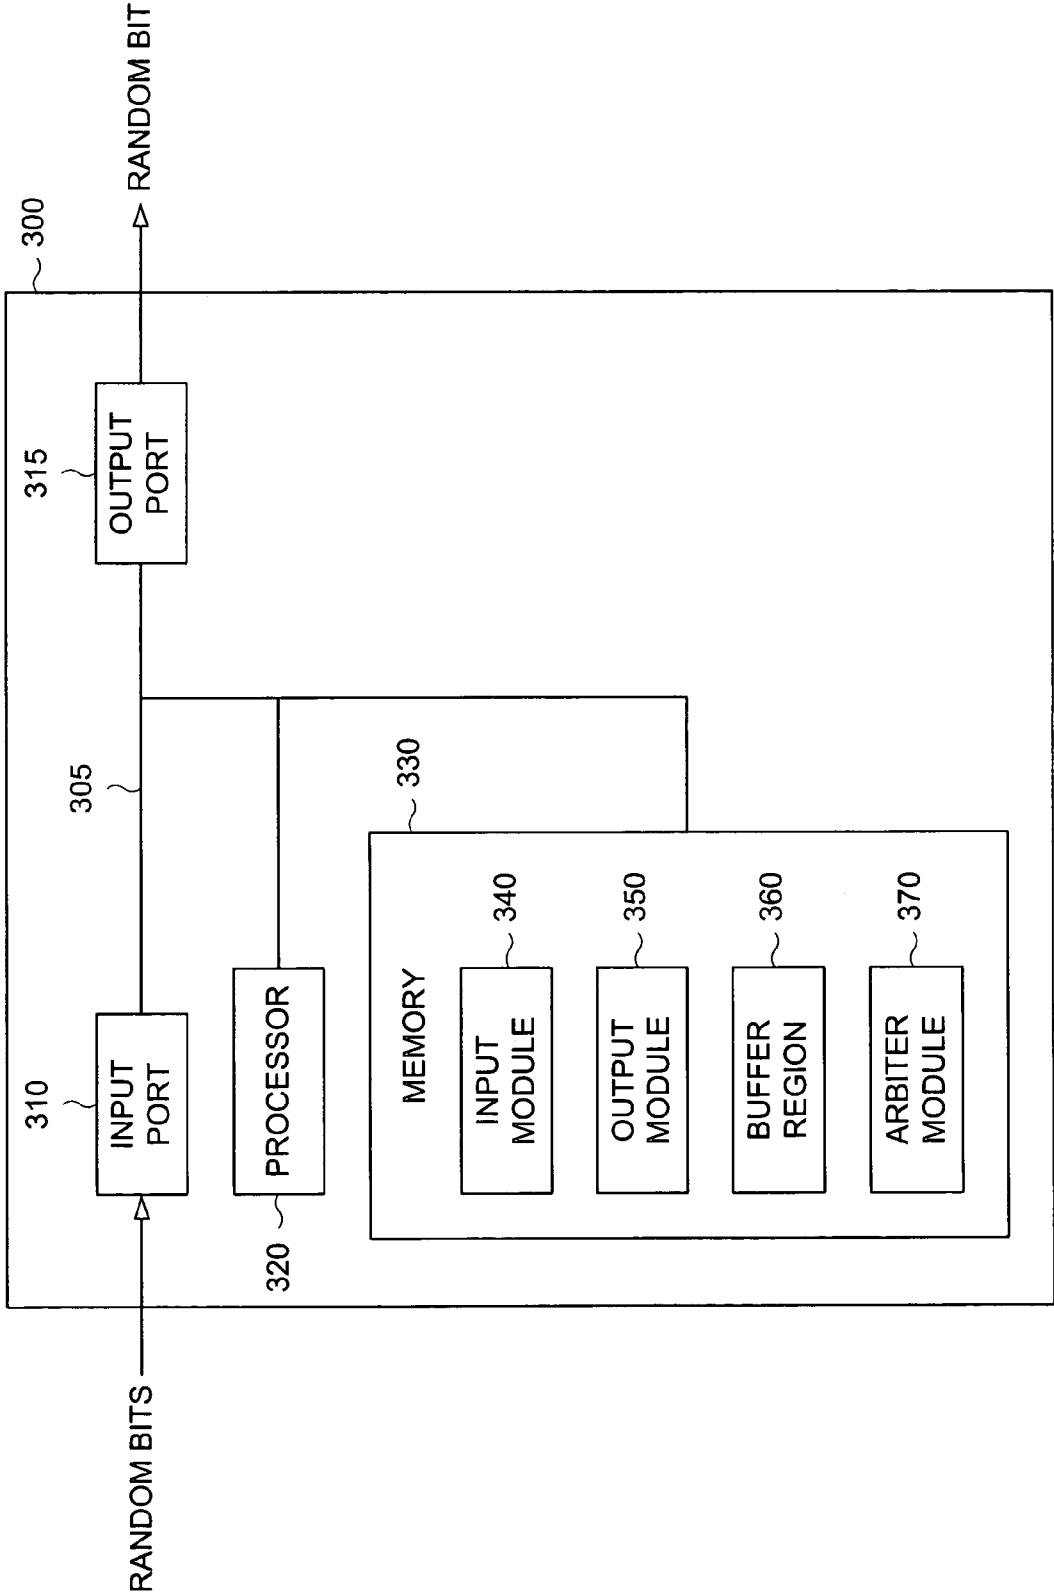 RANDOM BITS
310
INPUT
PORT
305
315
OUTPUT
PORT
300
RANDOM BIT
320
PROCESSOR
330
MEMORY
INPUT
MODULE
340
OUTPUT
MODULE
350
BUFFER
REGION
360
ARBITER
MODULE
370